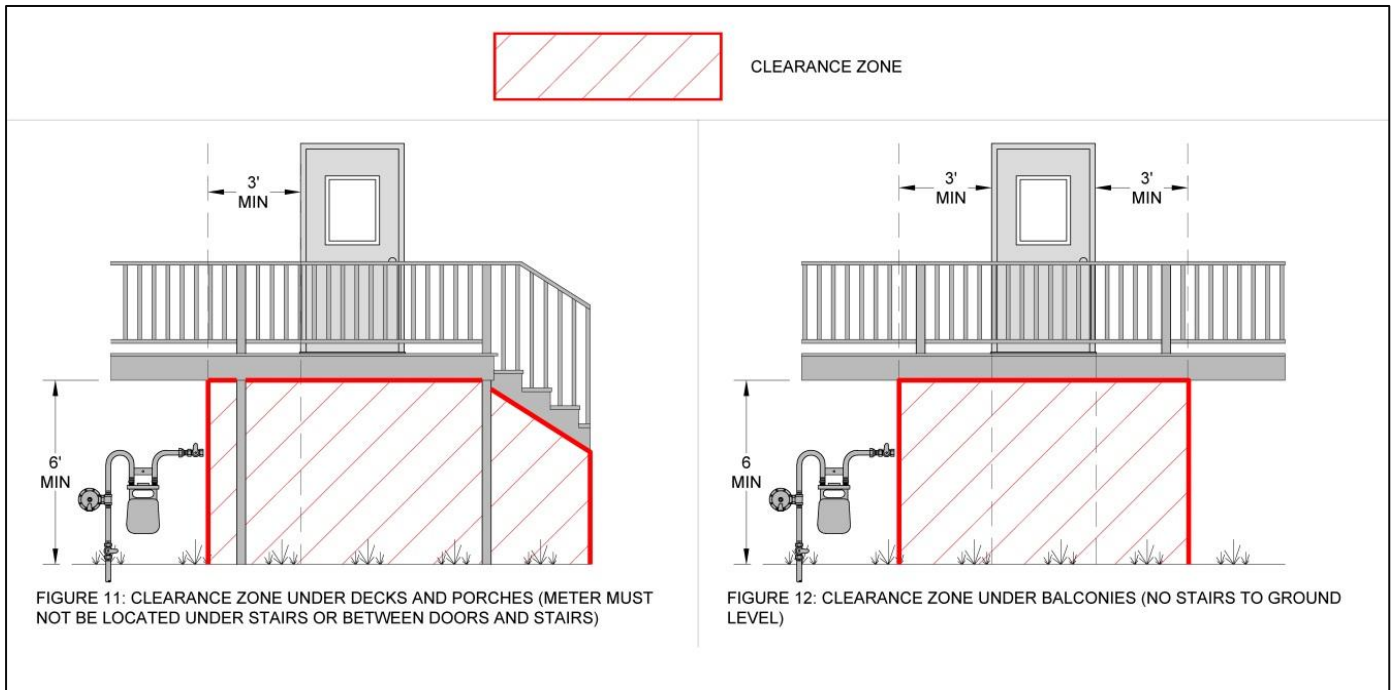 CLEARANCE ZONE
3'
MIN
6'
MIN
FIGURE 11: CLEARANCE ZONE UNDER DECKS AND PORCHES (METER MUST
NOT BE LOCATED UNDER STAIRS OR BETWEEN DOORS AND STAIRS)
3'
MIN
3'
MIN
6
MIN
FIGURE 12: CLEARANCE ZONE UNDER BALCONIES (NO STAIRS TO GROUND
LEVEL)